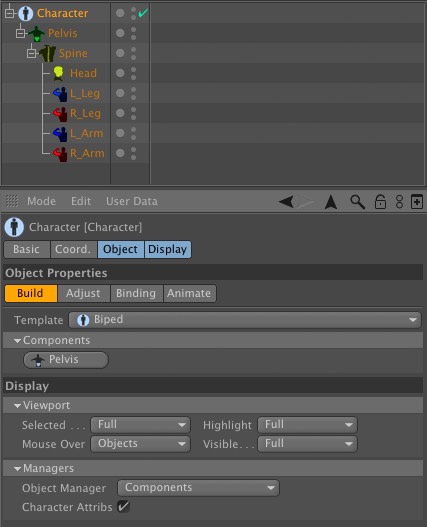 Character
Pelvis
Spine
Head
L_Leg
R_Leg
L_Arm
R_Arm
Mode Edit User Data
Character [Character]
Basic Coord. Object Display
Object Properties
Build Adjust Binding Animate
Template Biped
Components
Pelvis
Display
Viewport
Selected . . . Full Highlight Full
Mouse Over Objects Visible. . . Full
Managers
Object Manager Components
Character Attribs